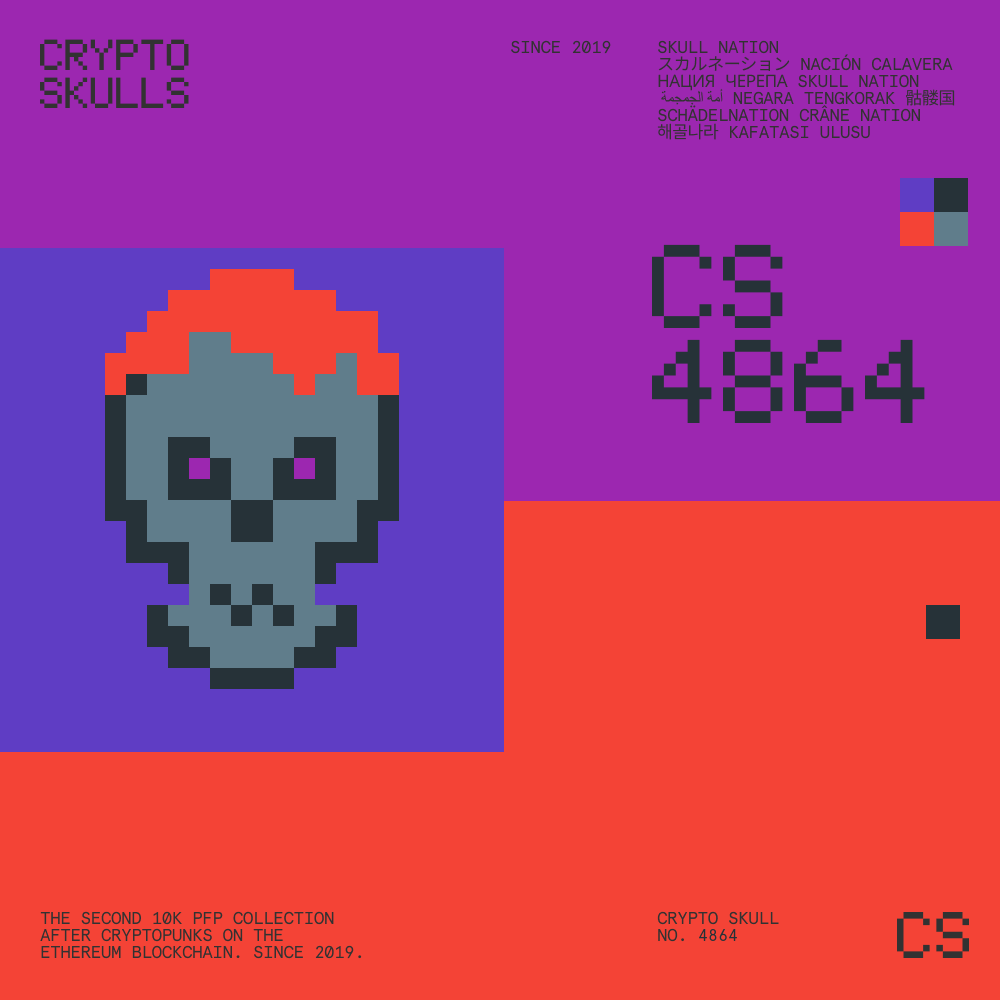 CRYPTO
SKULLS
SINCE 2019
SKULL NATION
スカルネーション NACIÓN CALAVERA
НАЦИЯ ЧЕРЕПА SKULL NATION
أمة الجمجمة NEGARA TENGKORAK 骷髅国
SCHÄDELNATION CRÂNE NATION
해골나라 KAFATASI ULUSU
CS
4864
THE SECOND 10K PFP COLLECTION
AFTER CRYPTOPUNKS ON THE
ETHEREUM BLOCKCHAIN. SINCE 2019.
CRYPTO SKULL
NO. 4864
CS